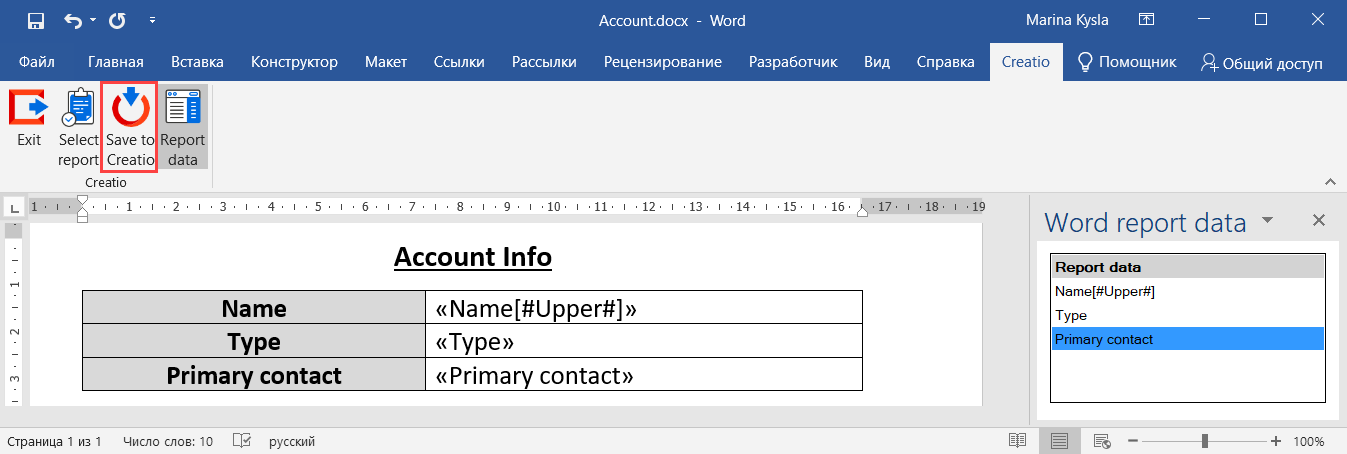 Account.docx - Word
Marina Kysla
Файл Главная Вставка Конструктор Макет Ссылки Рассылки Рецензирование Разработчик Вид Справка Creatio Помощник Общий доступ
Exit
Select
report
Save to
Creatio
Report
data
Creatio
1 1 2 3 4 5 6 7 8 9 10 11 12 13 14 15 16 17 18 19
1
2
3
Account Info
Name «Name[#Upper#]»
Type «Type»
Primary contact «Primary contact»
Word report data
Report data
Name[#Upper#]
Type
Primary contact
Страница 1 из 1 Число слов: 10 русский 100%